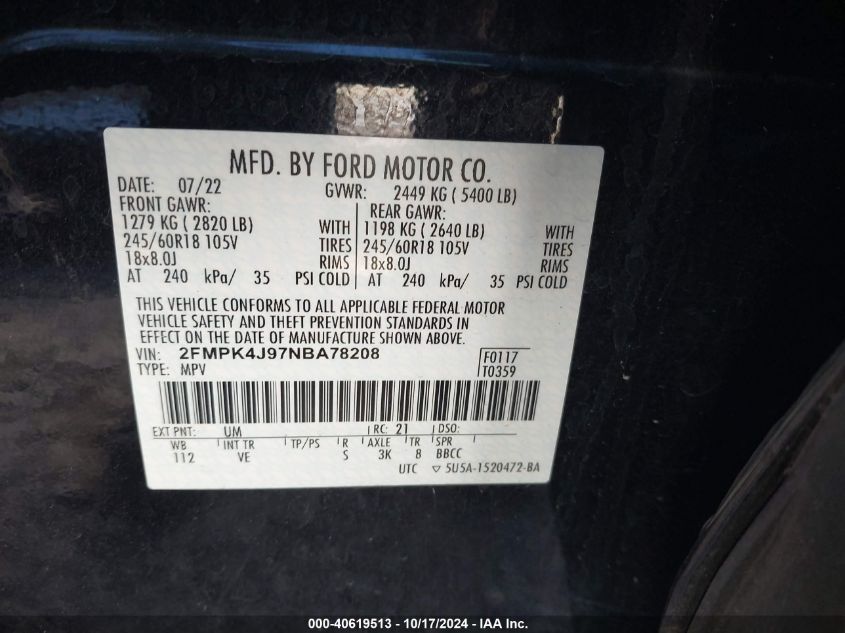 MFD. BY FORD MOTOR CO.
DATE: 07/22 GVWR: 2449 KG ( 5400 LB)
FRONT GAWR: REAR GAWR:
1279 KG ( 2820 LB) WITH 1198 KG ( 2640 LB) WITH
245/60R18 105V TIRES 245/60R18 105V TIRES
18x8.0J RIMS 18x8.0J RIMS
AT 240 kPa/ 35 PSI COLD AT 240 kPa/ 35 PSI COLD
THIS VEHICLE CONFORMS TO ALL APPLICABLE FEDERAL MOTOR
VEHICLE SAFETY AND THEFT PREVENTION STANDARDS IN
EFFECT ON THE DATE OF MANUFACTURE SHOWN ABOVE.
VIN: 2FMPK4J97NBA78208 F0117
TYPE: MPV T0359
EXT PNT: UM RC: 21 DSO:
WB INT TR TP/PS R AXLE TR SPR
112 VE S 3K 8 BBCC
UTC ▽ 5U5A-1520472-BA
000-40619513 - 10/17/2024 - IAA Inc.